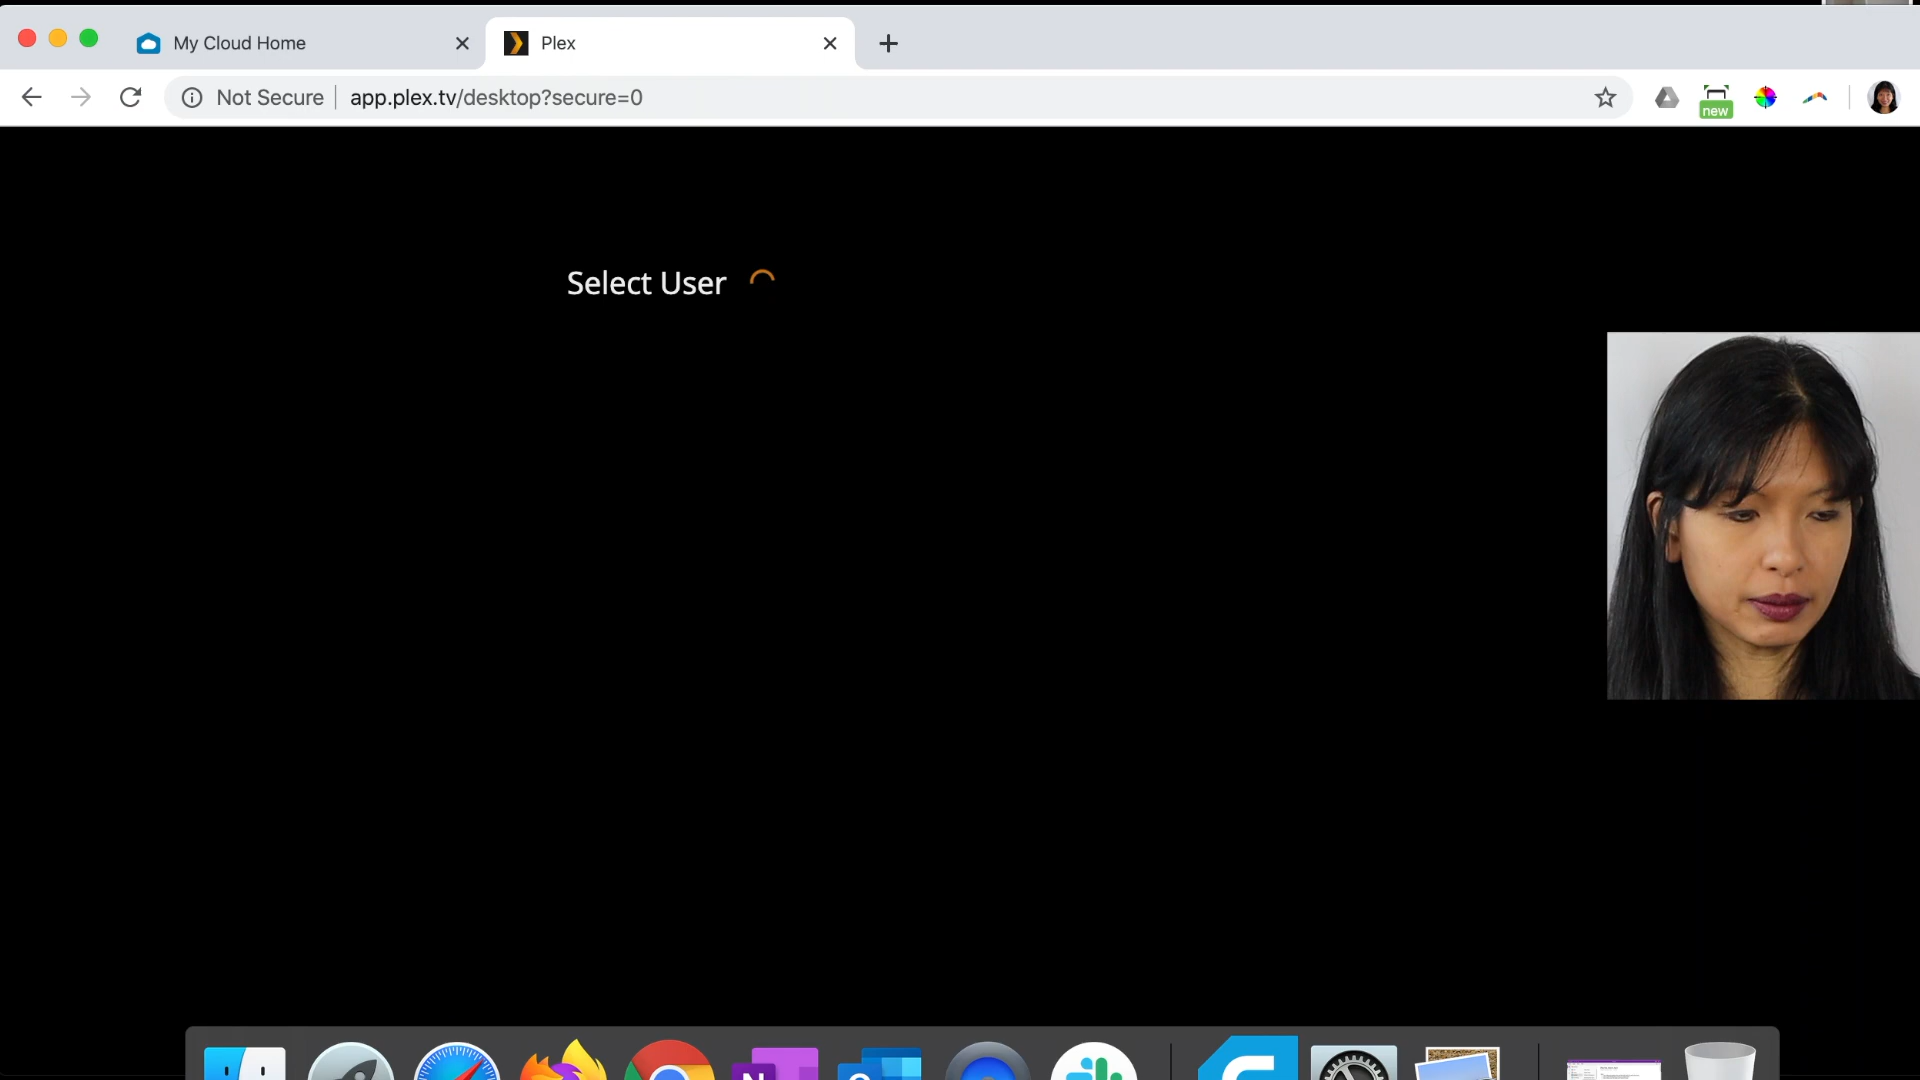 My Cloud Home
Plex
Not Secure
app.plex.tv/desktop?secure=0
new
Select User
N